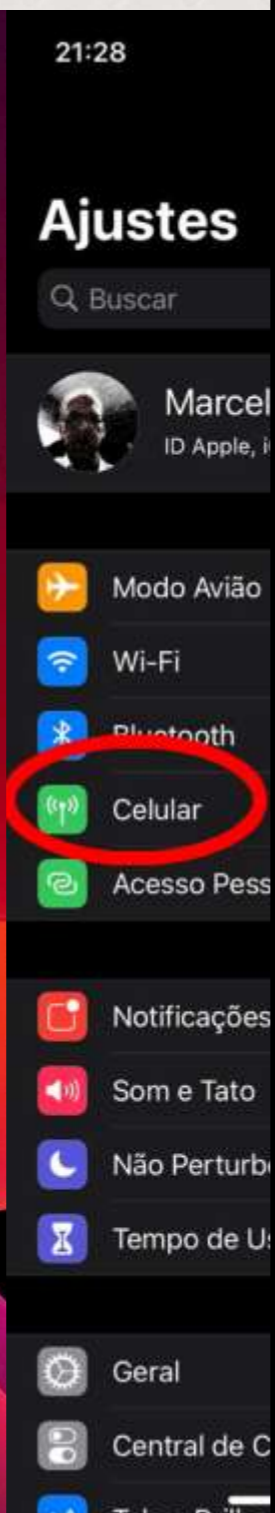 21:28
Ajustes
Buscar
Marcel
ID Apple,
Modo Avião
Wi-Fi
Bluetooth
Celular
Acesso Pess
Notificações
Som e Tato
Não Perturb
Tempo de U
Geral
Central de C